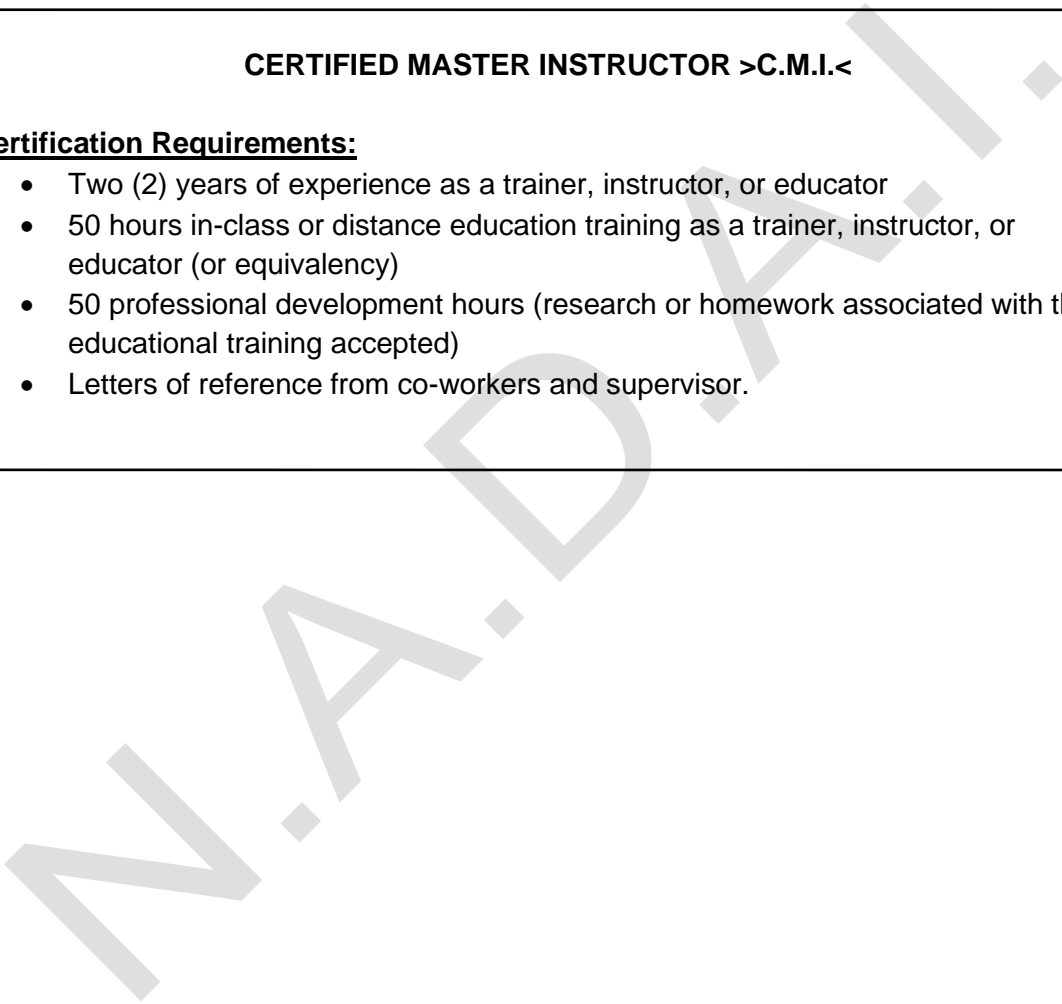 CERTIFIED MASTER INSTRUCTOR >C.M.I.<
ertification Requirements:
• Two (2) years of experience as a trainer, instructor, or educator
• 50 hours in-class or distance education training as a trainer, instructor, or
educator (or equivalency)
• 50 professional development hours (research or homework associated with th
educational training accepted)
• Letters of reference from co-workers and supervisor.
N.A.D.A.I.